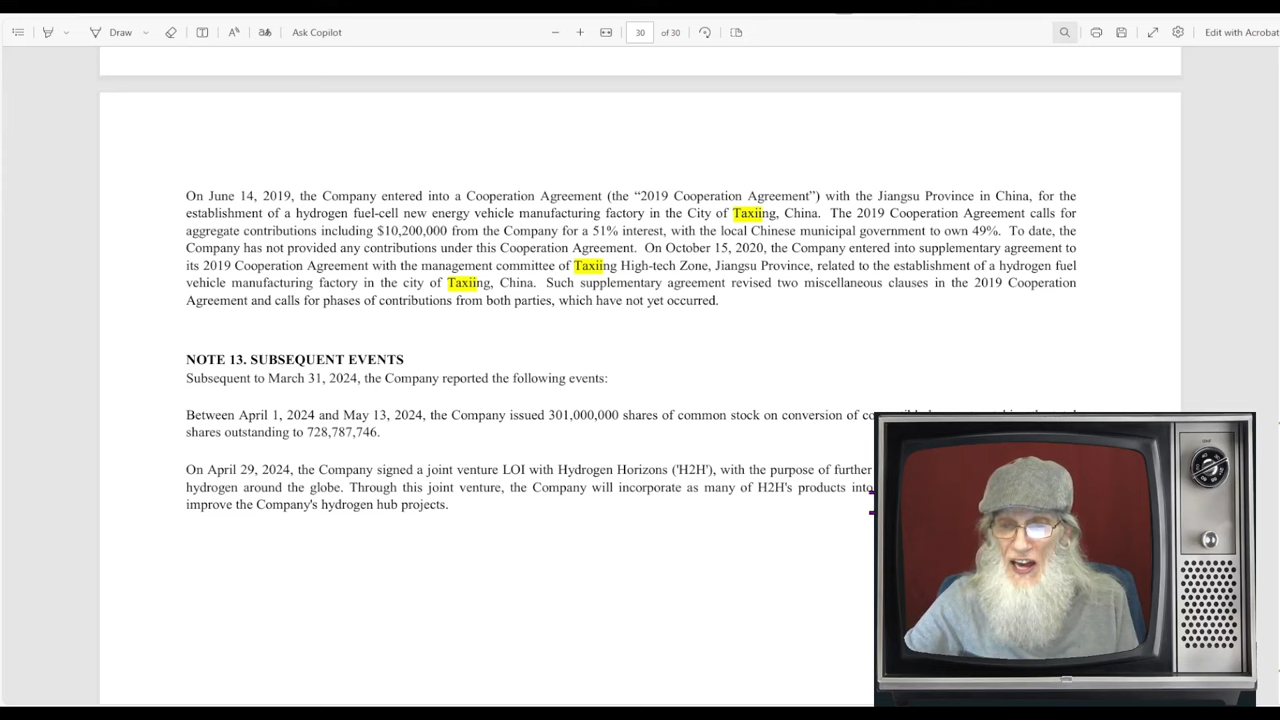 Draw
Ask Copilot
30
of 30
Edit with Acrobat
On June 14, 2019, the Company entered into a Cooperation Agreement (the “2019 Cooperation Agreement”) with the Jiangsu Province in China, for the
establishment of a hydrogen fuel-cell new energy vehicle manufacturing factory in the City of Taxiing, China. The 2019 Cooperation Agreement calls for
aggregate contributions including $10,200,000 from the Company for a 51% interest, with the local Chinese municipal government to own 49%. To date, the
Company has not provided any contributions under this Cooperation Agreement. On October 15, 2020, the Company entered into supplementary agreement to
its 2019 Cooperation Agreement with the management committee of Taxiing High-tech Zone, Jiangsu Province, related to the establishment of a hydrogen fuel
vehicle manufacturing factory in the city of Taxiing, China. Such supplementary agreement revised two miscellaneous clauses in the 2019 Cooperation
Agreement and calls for phases of contributions from both parties, which have not yet occurred.
NOTE 13. SUBSEQUENT EVENTS
Subsequent to March 31, 2024, the Company reported the following events:
Between April 1, 2024 and May 13, 2024, the Company issued 301,000,000 shares of common stock on conversion of
shares outstanding to 728,787,746.
On April 29, 2024, the Company signed a joint venture LOI with Hydrogen Horizons ('H2H'), with the purpose of further
hydrogen around the globe. Through this joint venture, the Company will incorporate as many of H2H's products into
improve the Company's hydrogen hub projects.